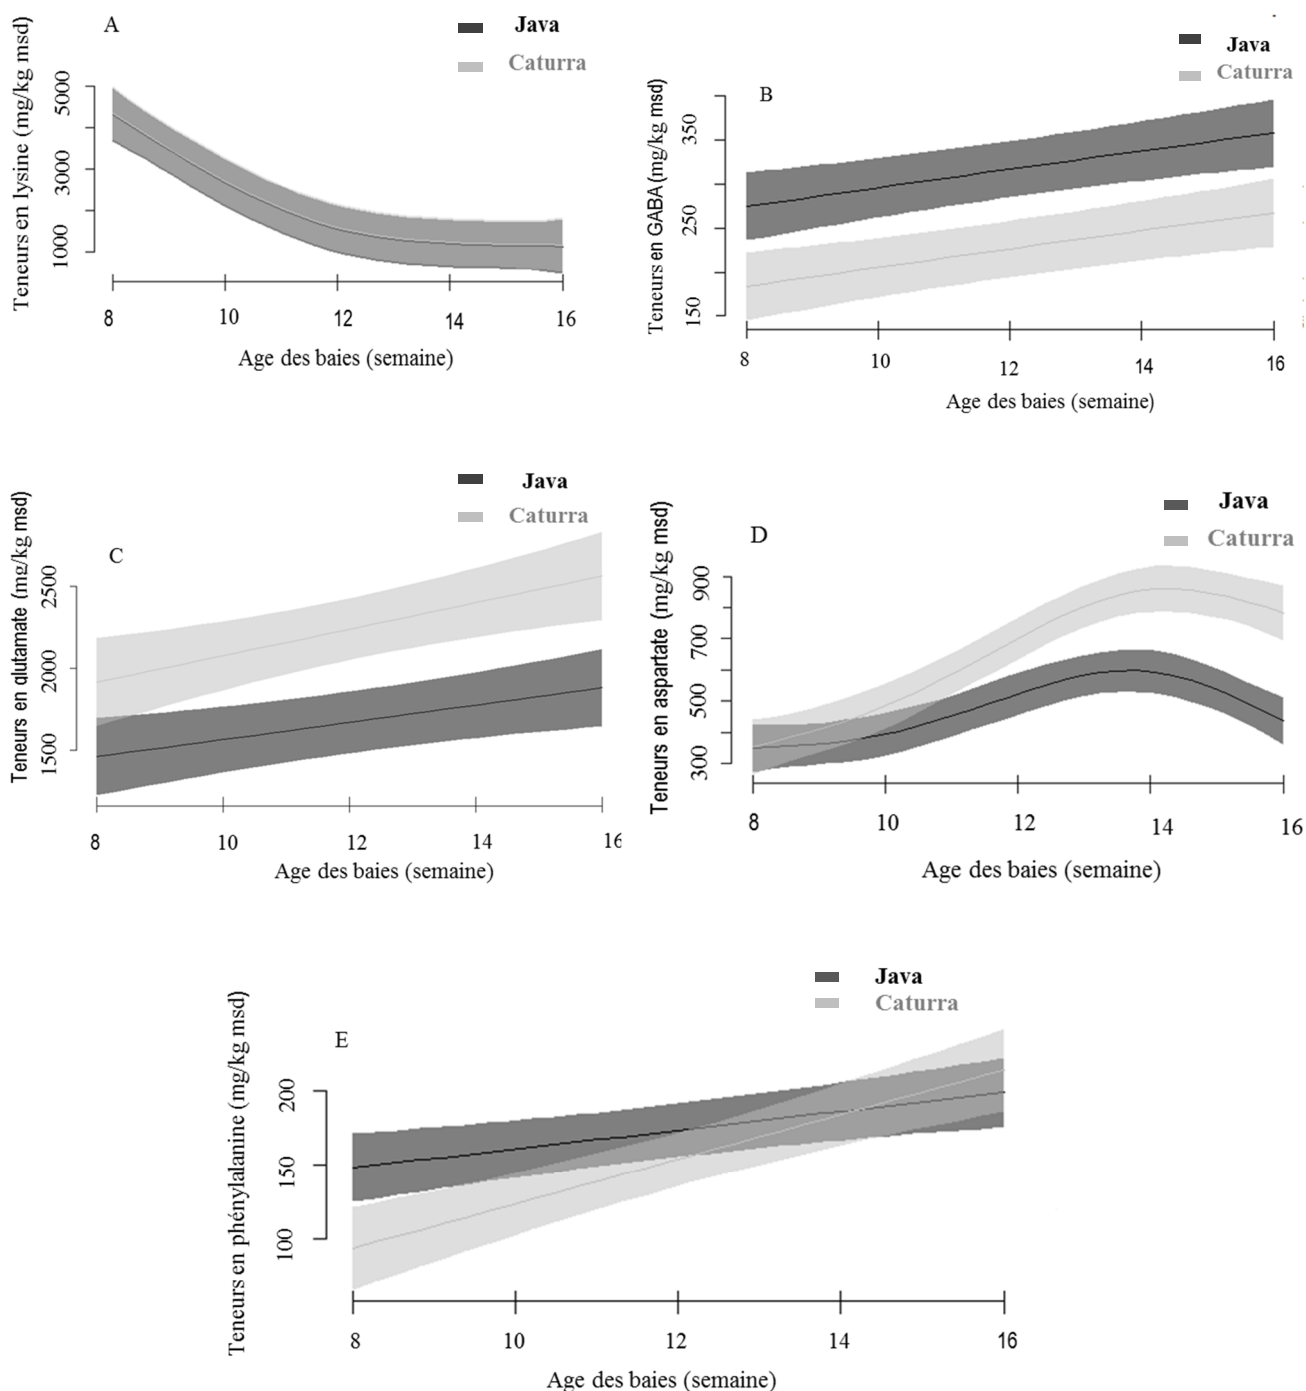 A
Java
Caturra
Teneurs en lysine (mg/kg msd)
5000
3000
1000
8 10 12 14 16
Age des baies (semaine)
B
Java
Caturra
Teneurs en GABA (mg/kg msd)
350
250
150
8 10 12 14 16
Age des baies (semaine)
C
Java
Caturra
Teneurs en glutamate (mg/kg msd)
2500
2000
1500
8 10 12 14 16
Age des baies (semaine)
D
Java
Caturra
Teneurs en aspartate (mg/kg msd)
900
700
500
300
8 10 12 14 16
Age des baies (semaine)
E
Java
Caturra
Teneurs en phénylalanine (mg/kg msd)
200
150
100
8 10 12 14 16
Age des baies (semaine)